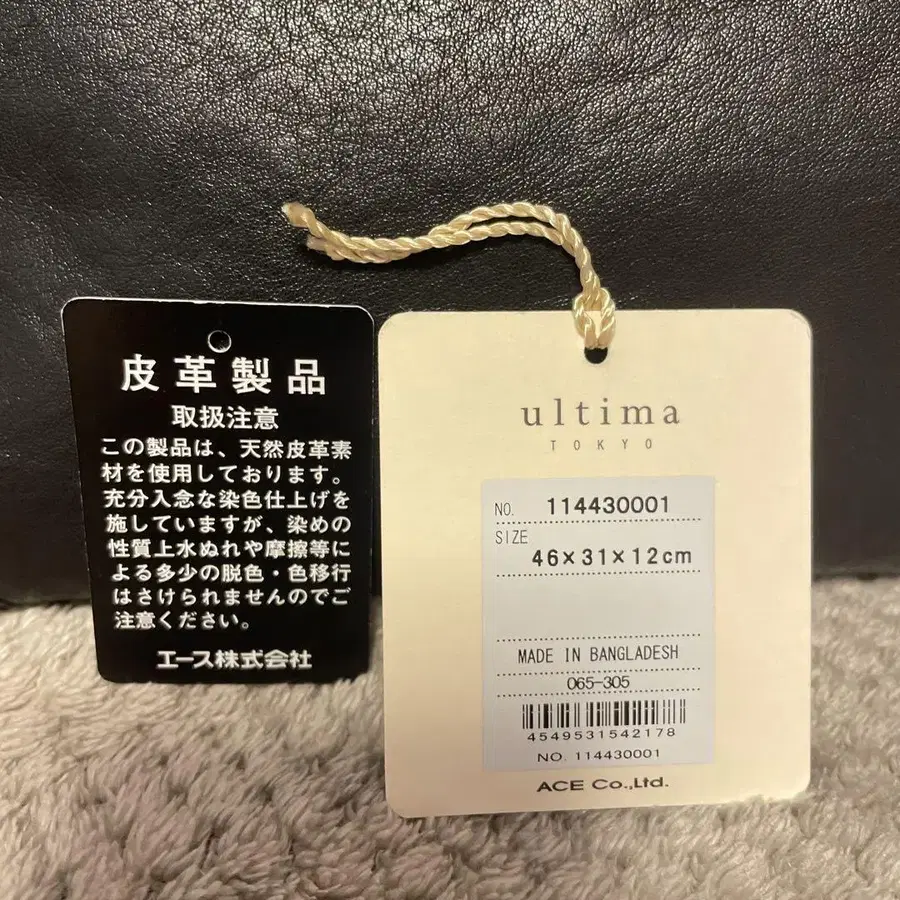 皮革製品
取扱注意
この製品は、天然皮革素
材を使用しております。
充分入念な染色仕上げを
施していますが、染めの
性質上水ぬれや摩擦等に
よる多少の脱色・色移行
はさけられませんのでご
注意ください。
エース株式会社
ultima
TOKYO
NO. 114430001
SIZE
46×31×12cm
MADE IN BANGLADESH
065-305
4549531542178
NO. 114430001
ACE Co.,Ltd.